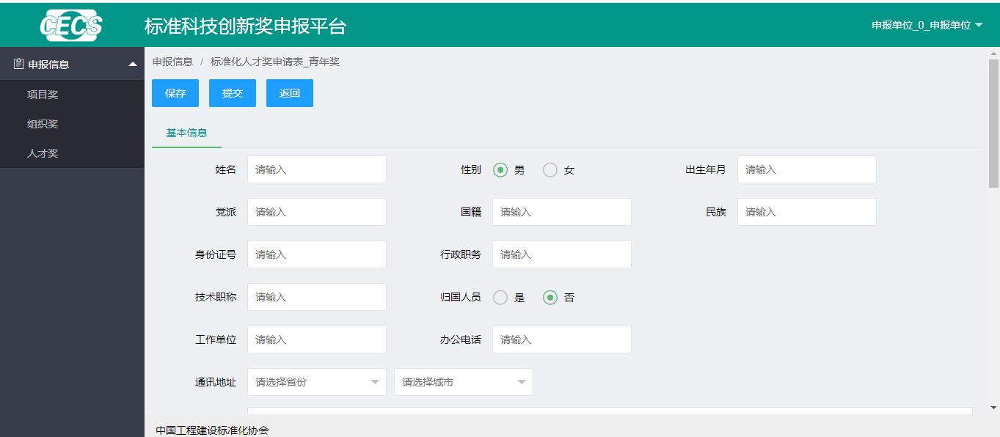 CECS 标准科技创新奖申报平台 申报单位_0_申报单位
申报信息
项目奖
组织奖
人才奖
申报信息 / 标准化人才奖申请表_青年奖
保存 提交 返回
基本信息
姓名 请输入 性别 男 女 出生年月 请输入
党派 请输入 国籍 请输入 民族 请输入
身份证号 请输入 行政职务 请输入
技术职称 请输入 归国人员 是 否
工作单位 请输入 办公电话 请输入
通讯地址 请选择省份 请选择城市
中国工程建设标准化协会